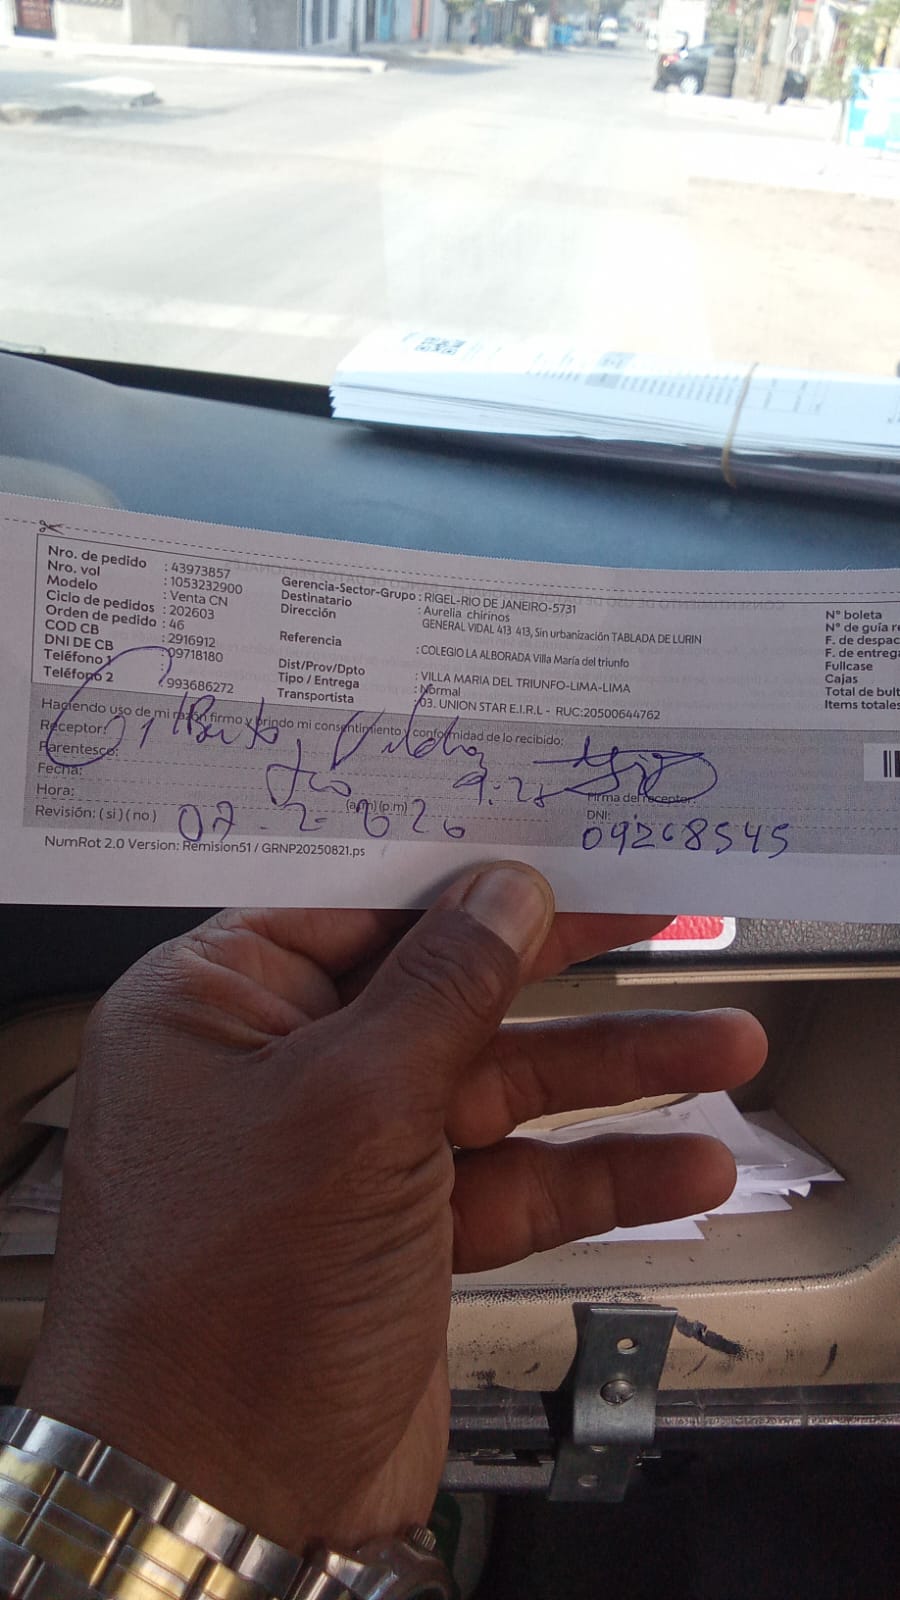 Nro. de pedido : 43973857
Nro. vol : 1053232900
Modelo : Venta CN
Ciclo de pedidos : 202603
Orden de pedido : 46
COD CB : 2916912
DNI DE CB : 09718180
Teléfono 1 :
Teléfono 2 : 993686272
Gerencia-Sector-Grupo : RIGEL-RIO DE JANEIRO-5731
Destinatario : Aurelia chirinos
Dirección GENERAL VIDAL 413 413, Sin urbanización TABLADA DE LURIN
Referencia : COLEGIO LA ALBORADA Villa María del triunfo
Dist/Prov/Dpto : VILLA MARIA DEL TRIUNFO-LIMA-LIMA
Tipo / Entrega : Normal
Transportista : 03. UNION STAR E.I.R.L - RUC:20500644762
N° boleta
N° de guía re
F. de despac
F. de entreg
Fullcase
Cajas
Total de bult
Items totales
Haciendo uso de mi razón firmo y brindo mi consentimiento y conformidad de lo recibido:
Receptor:
Parentesco:
Fecha: 9:25
Hora: (a.m) (p.m) Firma del receptor:
Revisión: ( si ) ( no ) 07-2-2026 DNI: 09268545
NumRot 2.0 Version: Remision51 / GRNP20250821.ps